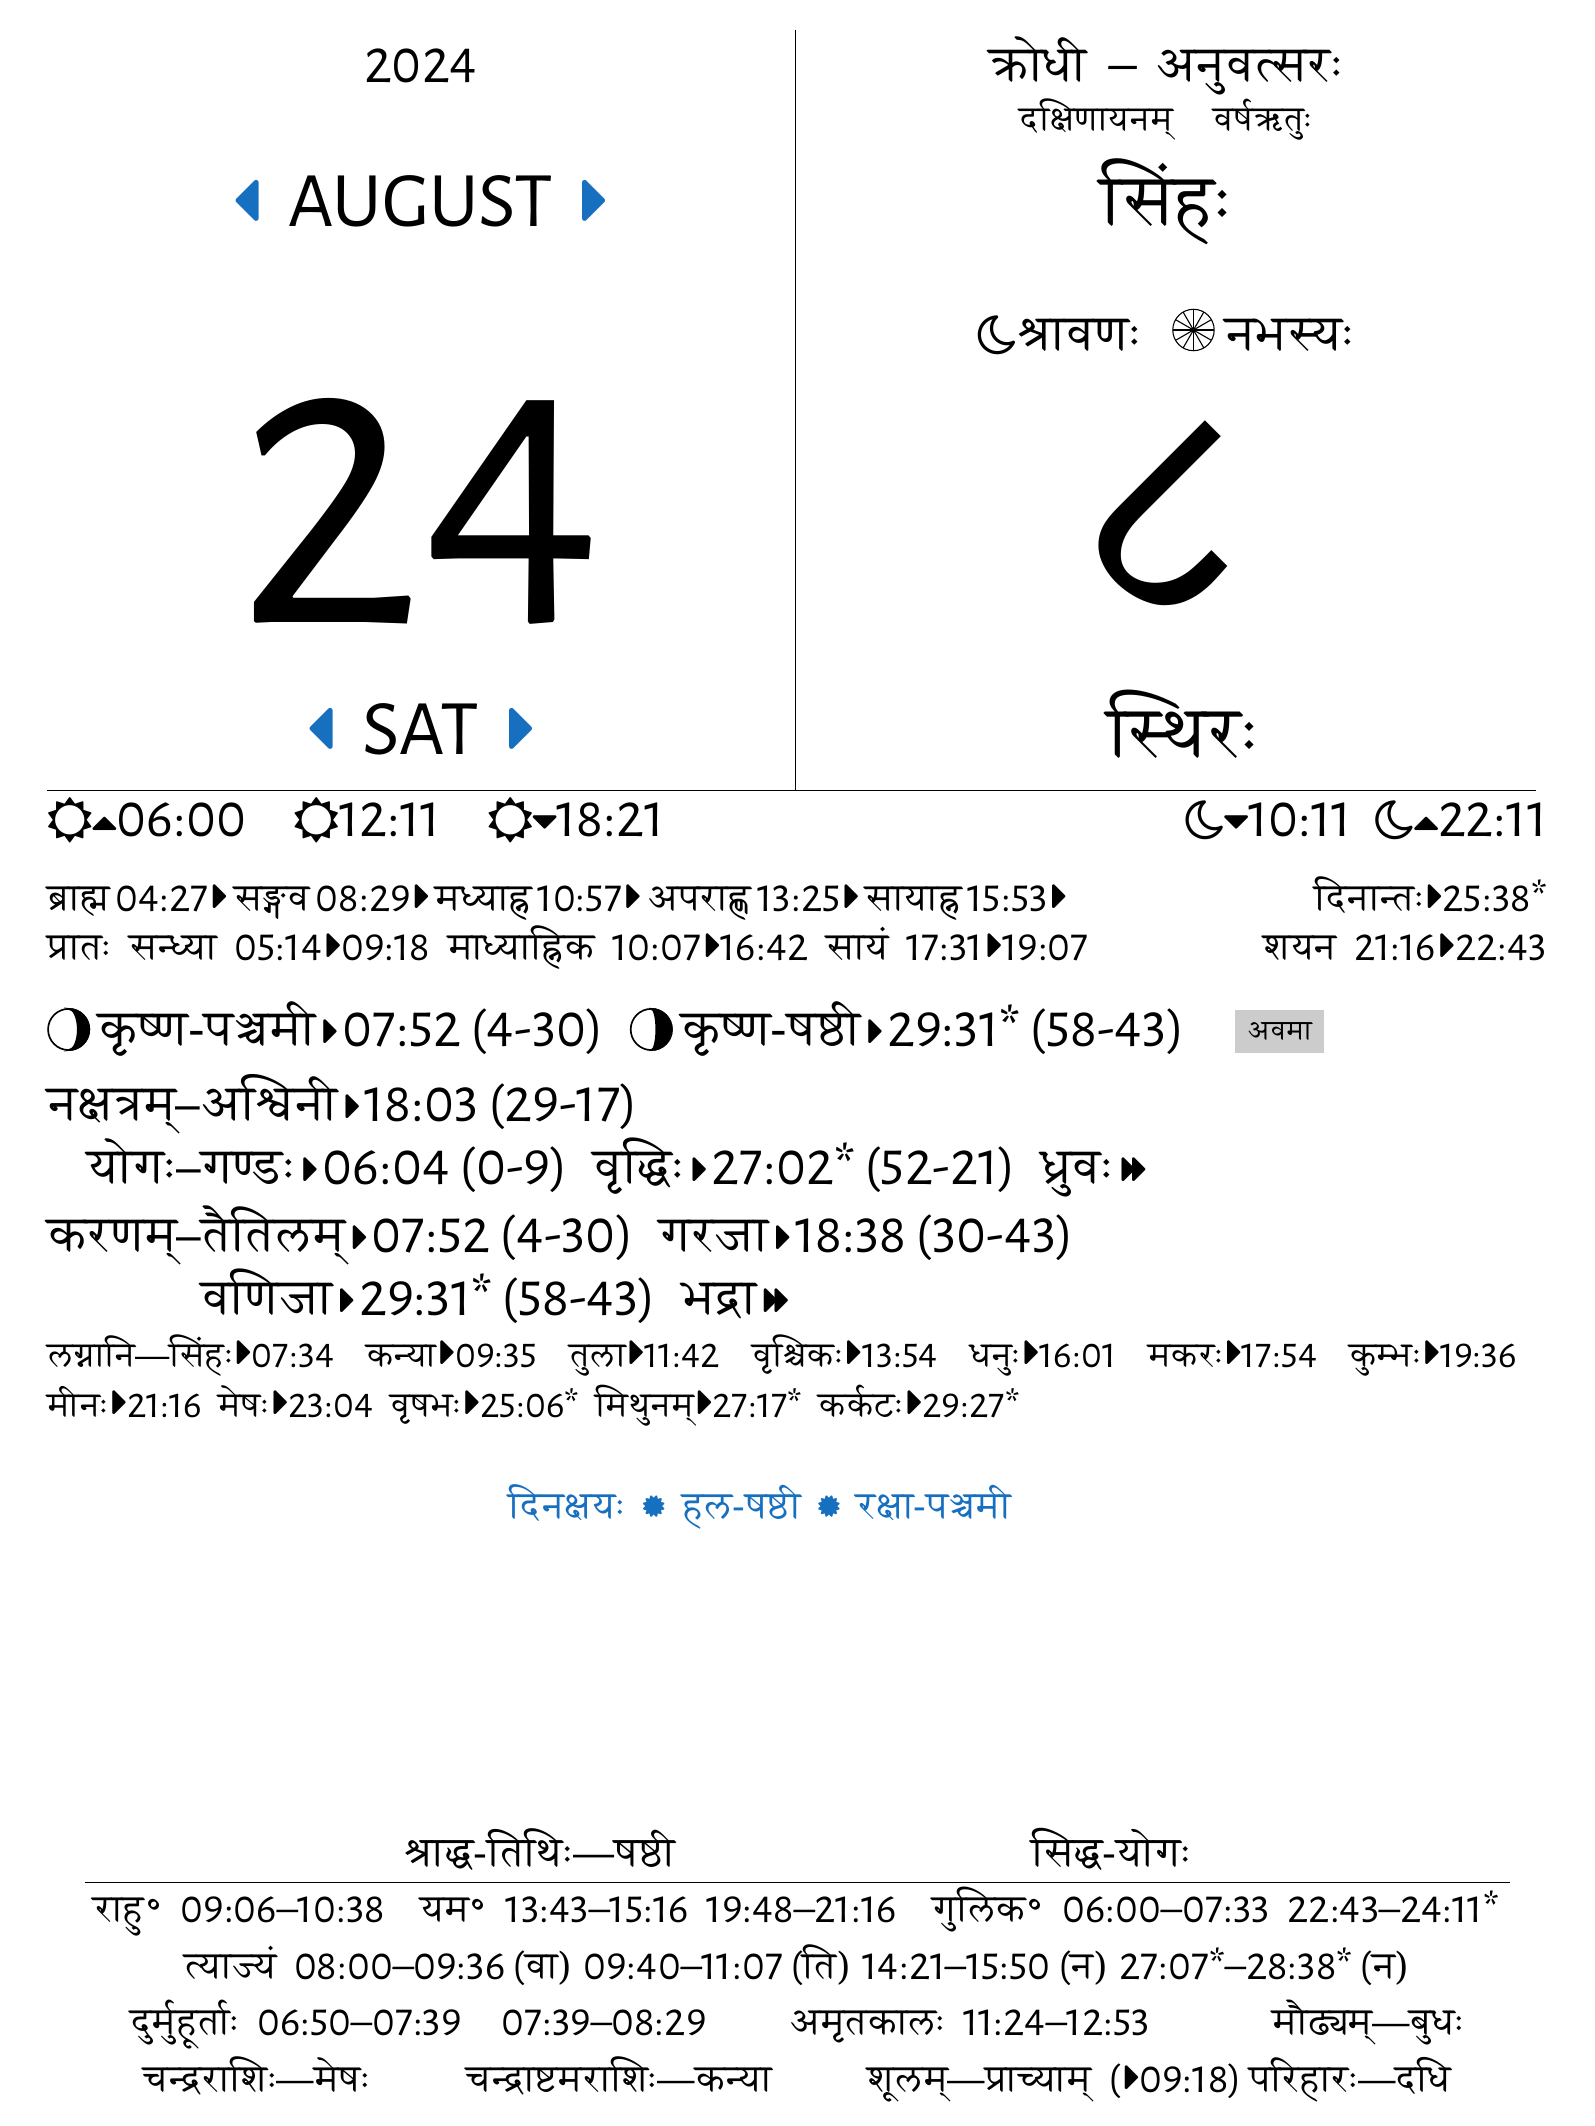 2024
AUGUST
24
SAT
क्रोधी – अनुवत्सरः
दक्षिणायनम् वर्षऋतुः
सिंहः
श्रावणः नभस्यः
८
स्थिरः
06:00 12:11 18:21 10:11 22:11
ब्राह्म 04:27 सङ्गव 08:29 मध्याह्न 10:57 अपराह्ण 13:25 सायाह्न 15:53 दिनान्तः 25:38*
प्रातः सन्ध्या 05:14 09:18 माध्याह्निक 10:07 16:42 सायं 17:31 19:07 शयन 21:16 22:43
कृष्ण-पञ्चमी 07:52 (4-30) कृष्ण-षष्ठी 29:31* (58-43) अवमा
नक्षत्रम्–अश्विनी 18:03 (29-17)
योगः–गण्डः 06:04 (0-9) वृद्धिः 27:02* (52-21) ध्रुवः
करणम्–तैतिलम् 07:52 (4-30) गरजा 18:38 (30-43)
वणिजा 29:31* (58-43) भद्रा
लग्नानि—सिंहः 07:34 कन्या 09:35 तुला 11:42 वृश्चिकः 13:54 धनुः 16:01 मकरः 17:54 कुम्भः 19:36
मीनः 21:16 मेषः 23:04 वृषभः 25:06* मिथुनम् 27:17* कर्कटः 29:27*
दिनक्षयः हल-षष्ठी रक्षा-पञ्चमी
श्राद्ध-तिथिः—षष्ठी सिद्ध-योगः
राहु॰ 09:06–10:38 यम॰ 13:43–15:16 19:48–21:16 गुलिक॰ 06:00–07:33 22:43–24:11*
त्याज्यं 08:00–09:36 (वा) 09:40–11:07 (ति) 14:21–15:50 (न) 27:07*–28:38* (न)
दुर्मुहूर्ताः 06:50–07:39 07:39–08:29 अमृतकालः 11:24–12:53 मौढ्यम्—बुधः
चन्द्रराशिः—मेषः चन्द्राष्टमराशिः—कन्या शूलम्—प्राच्याम् (09:18) परिहारः—दधि